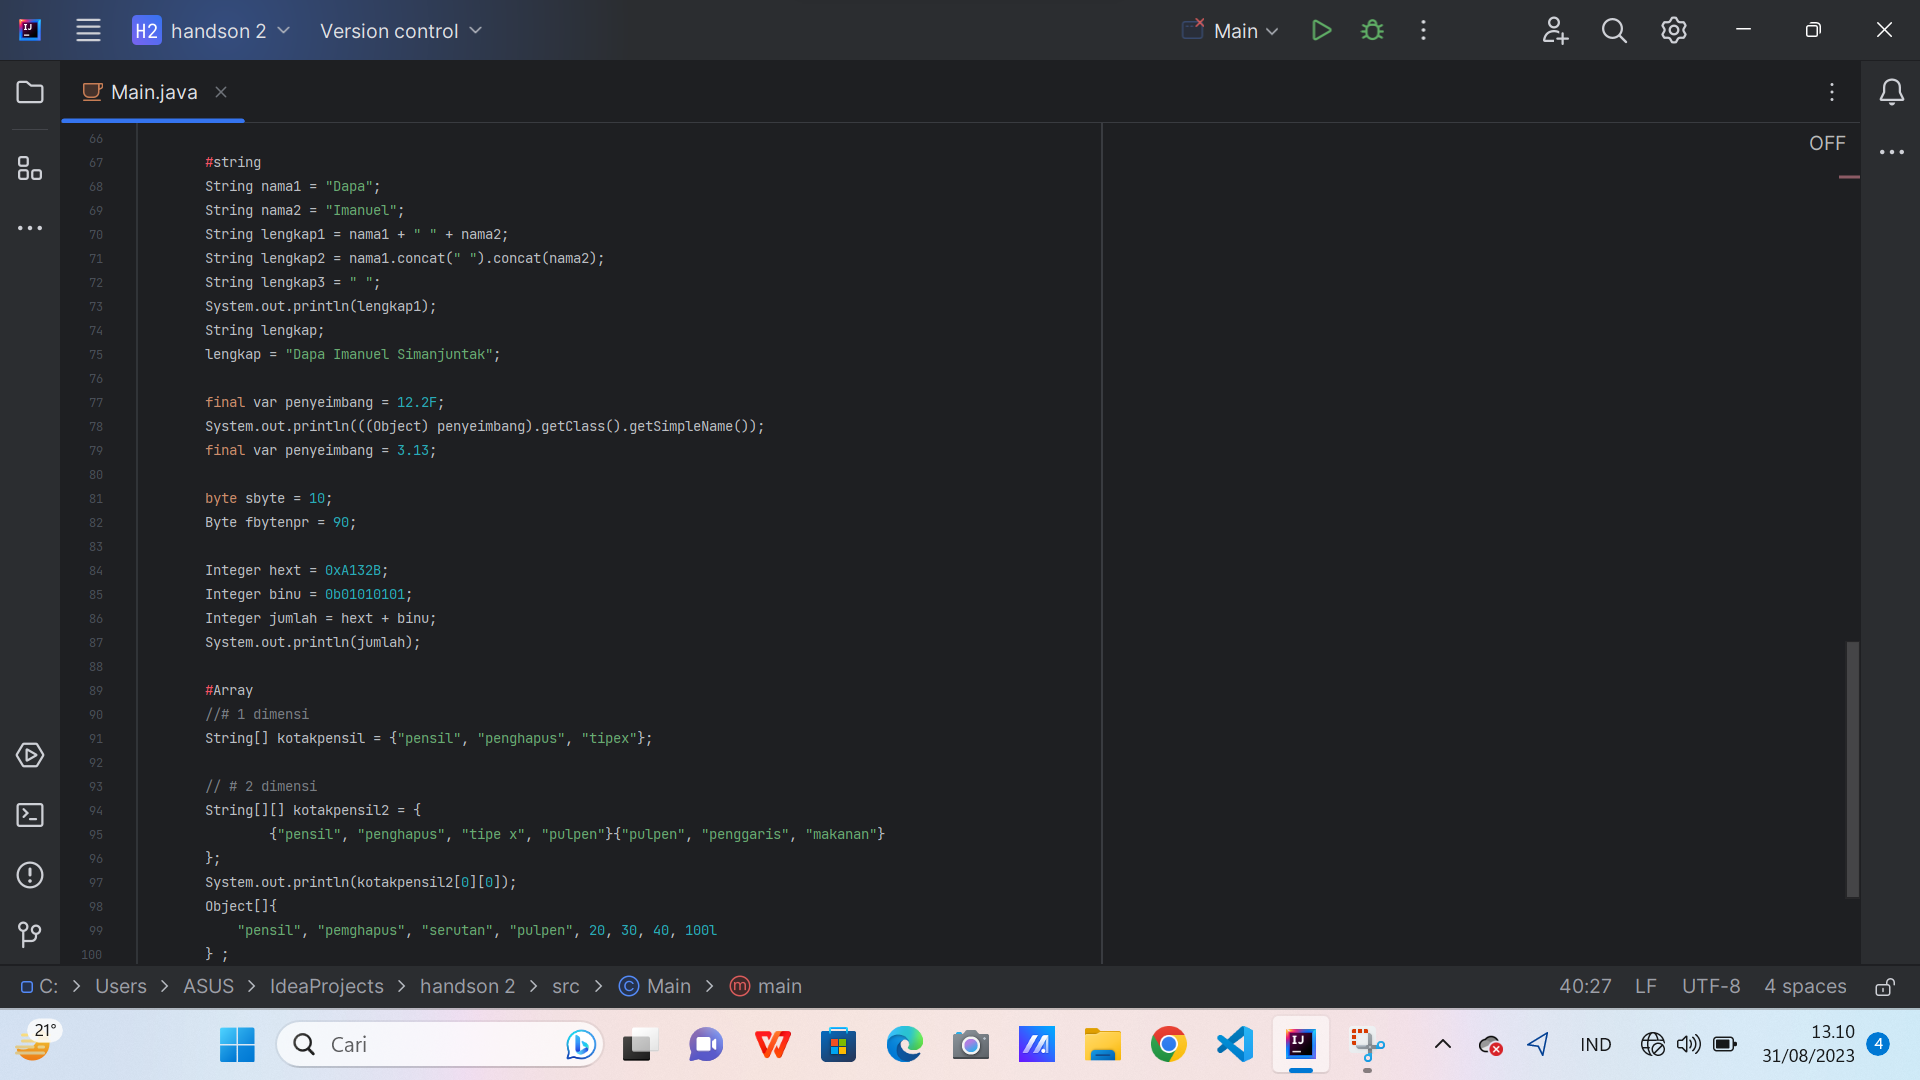 H2 handson 2 Version control Main
Main.java
OFF
66
67 #string
68 String nama1 = "Dapa";
69 String nama2 = "Imanuel";
70 String lengkap1 = nama1 + " " + nama2;
71 String lengkap2 = nama1.concat(" ").concat(nama2);
72 String lengkap3 = " ";
73 System.out.println(lengkap1);
74 String lengkap;
75 lengkap = "Dapa Imanuel Simanjuntak";
76
77 final var penyeimbang = 12.2F;
78 System.out.println(((Object) penyeimbang).getClass().getSimpleName());
79 final var penyeimbang = 3.13;
80
81 byte sbyte = 10;
82 Byte fbytenpr = 90;
83
84 Integer hext = 0xA132B;
85 Integer binu = 0b01010101;
86 Integer jumlah = hext + binu;
87 System.out.println(jumlah);
88
89 #Array
90 //# 1 dimensi
91 String[] kotakpensil = {"pensil", "penghapus", "tipex"};
92
93 // # 2 dimensi
94 String[][] kotakpensil2 = {
95 {"pensil", "penghapus", "tipe x", "pulpen"}{"pulpen", "penggaris", "makanan"}
96 };
97 System.out.println(kotakpensil2[0][0]);
98 Object[]{
99 "pensil", "pemghapus", "serutan", "pulpen", 20, 30, 40, 100l
100 } ;
C: > Users > ASUS > IdeaProjects > handson 2 > src > Main > main 40:27 LF UTF-8 4 spaces
21° Cari IND 13.10
31/08/2023 4